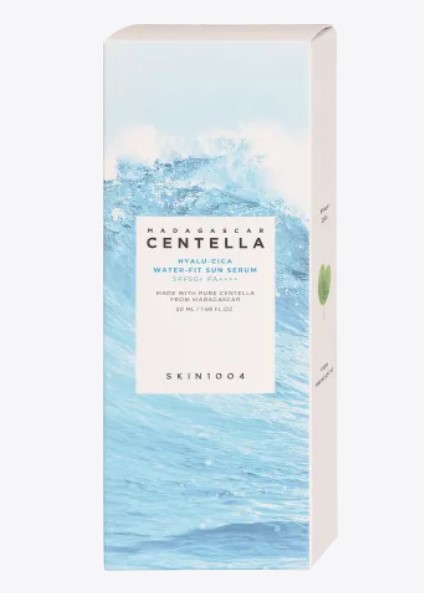 MADAGASCAR
CENTELLA
HYALU-CICA
WATER-FIT SUN SERUM
SPF50+ PA++++
MADE WITH PURE CENTELLA
FROM MADAGASCAR
50 ML / 1.69 FL.OZ
SKIN1004